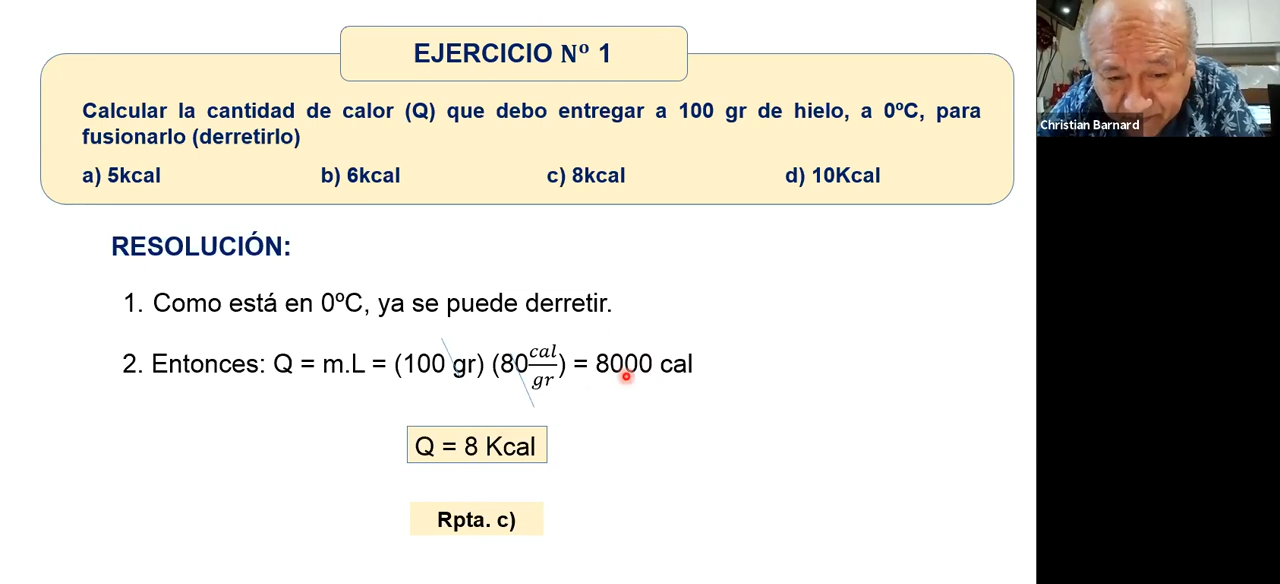 EJERCICIO Nº 1
Calcular la cantidad de calor (Q) que debo entregar a 100 gr de hielo, a 0ºC, para
fusionarlo (derretirlo)
a) 5kcal b) 6kcal c) 8kcal d) 10Kcal
RESOLUCIÓN:
1. Como está en 0ºC, ya se puede derretir.
2. Entonces: Q = m.L = (100 gr) (80 cal/gr) = 8000 cal
Q = 8 Kcal
Rpta. c)
Christian Barnard